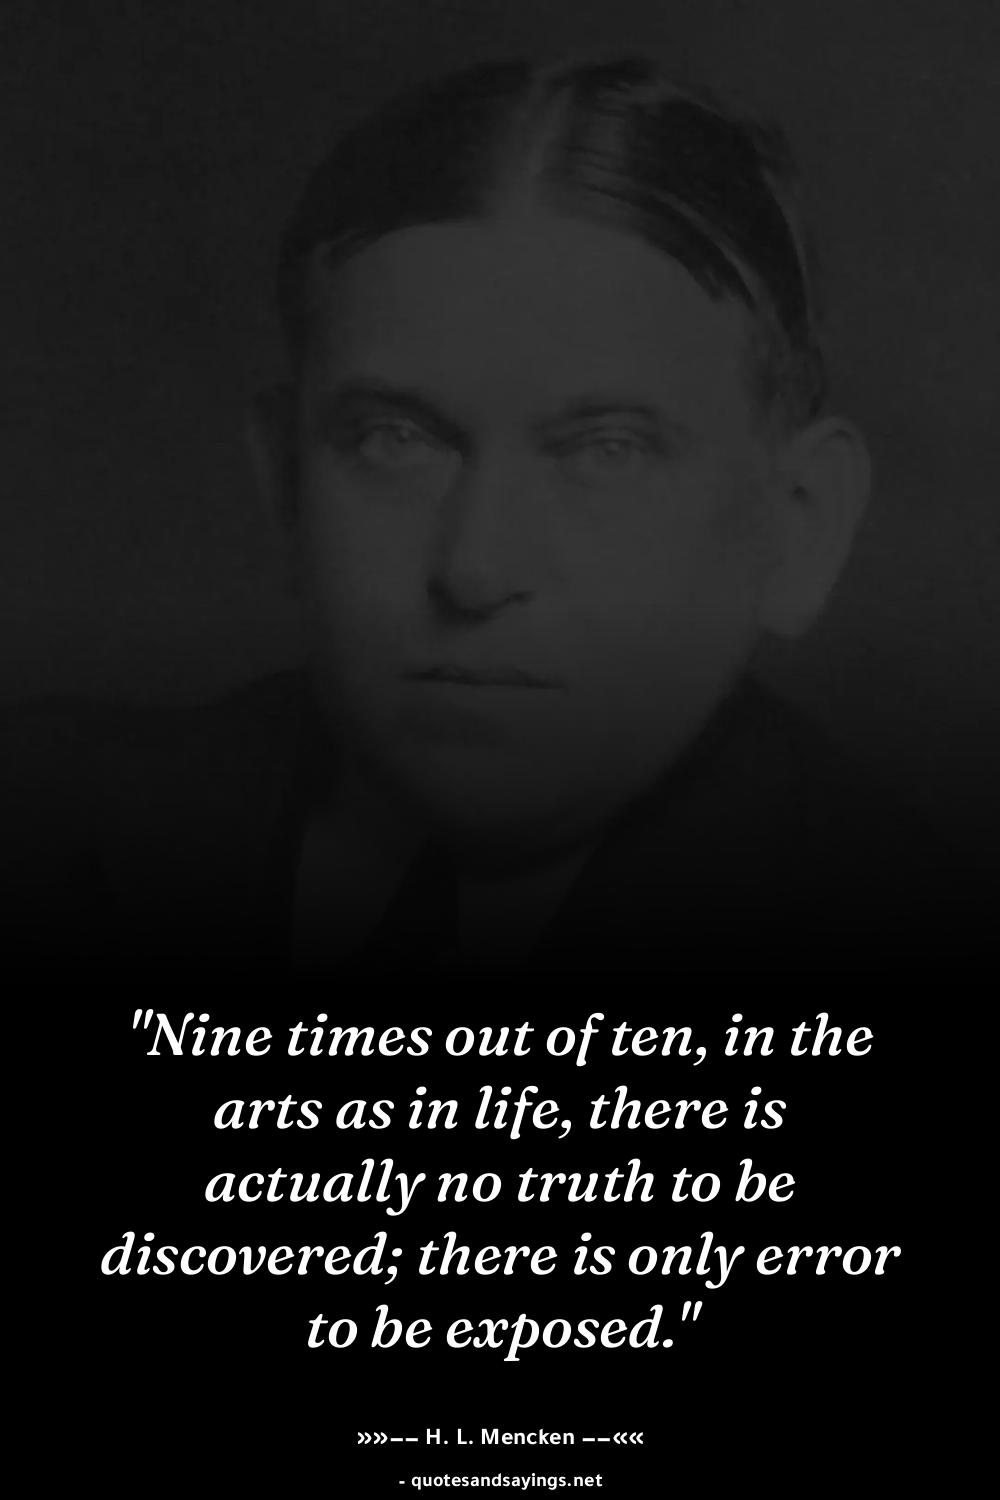 "Nine times out of ten, in the
arts as in life, there is
actually no truth to be
discovered; there is only error
to be exposed."
»»−− H. L. Mencken −−««
- quotesandsayings.net